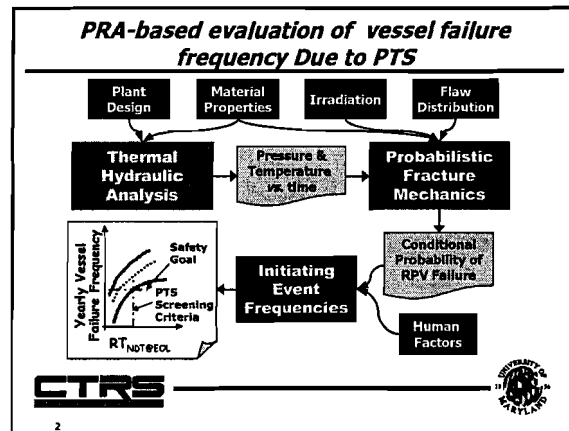 PRA-based evaluation of vessel failure
frequency Due to PTS
Plant
Design
Material
Properties
Irradiation
Flaw
Distribution
Thermal
Hydraulic
Analysis
Pressure &
Temperature
vs. time
Probabilistic
Fracture
Mechanics
Yearly Vessel
Failure Frequency
Safety
Goal
PTS
Screening
Criteria
RT NDT@EOL
Initiating
Event
Frequencies
Conditional
Probability
of RPV Failure
Human
Factors
CTRS
UNIVERSITY OF
MARYLAND
18 56
2